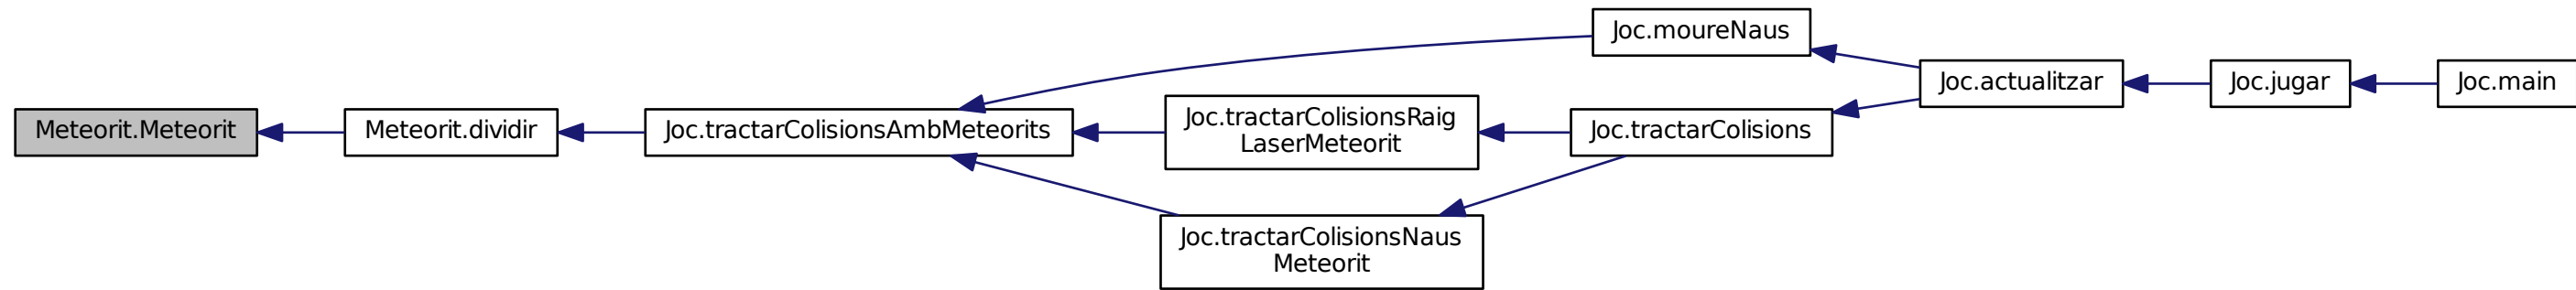 Meteorit.Meteorit
Meteorit.dividir
Joc.tractarColisionsAmbMeteorits
Joc.moureNaus
Joc.tractarColisionsRaig
LaserMeteorit
Joc.tractarColisionsNaus
Meteorit
Joc.tractarColisions
Joc.actualitzar
Joc.jugar
Joc.main